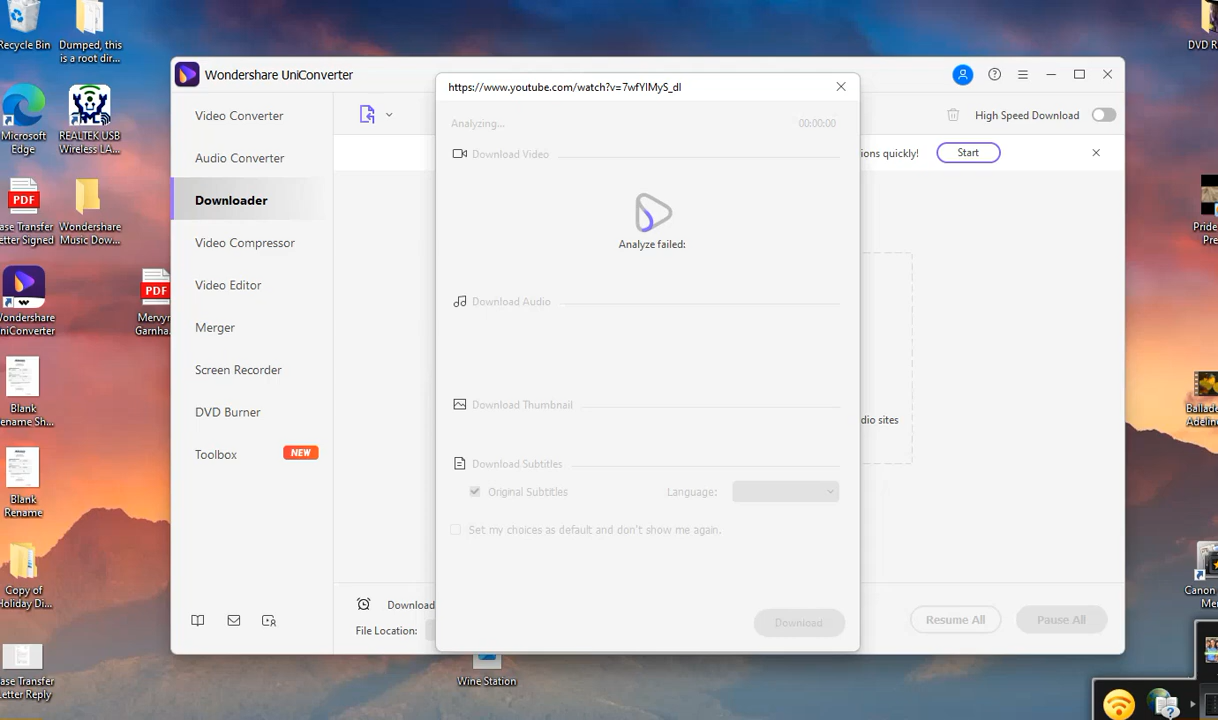 Recycle Bin
Dumped, this
is a root dir...
DVD R
Microsoft
Edge
REALTEK USB
Wireless LA...
PDF
ase Transfer
etter Signed
Wondershare
Music Dow...
Wondershare
niConverter
PDF
Mervyn
Garnha.
Blank
ename Sh...
Blank
Rename
Copy of
Holiday Di...
ase Transfer
Letter Reply
Wondershare UniConverter
Video Converter
Audio Converter
Downloader
Video Compressor
Video Editor
Merger
Screen Recorder
DVD Burner
Toolbox
NEW
https://www.youtube.com/watch?v=7wfYlMyS_dI
Analyzing...
00:00:00
Download Video
Analyze failed:
Download Audio
Download Thumbnail
Download Subtitles
Original Subtitles
Language:
Set my choices as default and don't show me again.
Download
High Speed Download
ions quickly!
Start
dio sites
Download
File Location:
Resume All
Pause All
Wine Station
Pride
Pre
Ballade
Adeline
Canon
Me